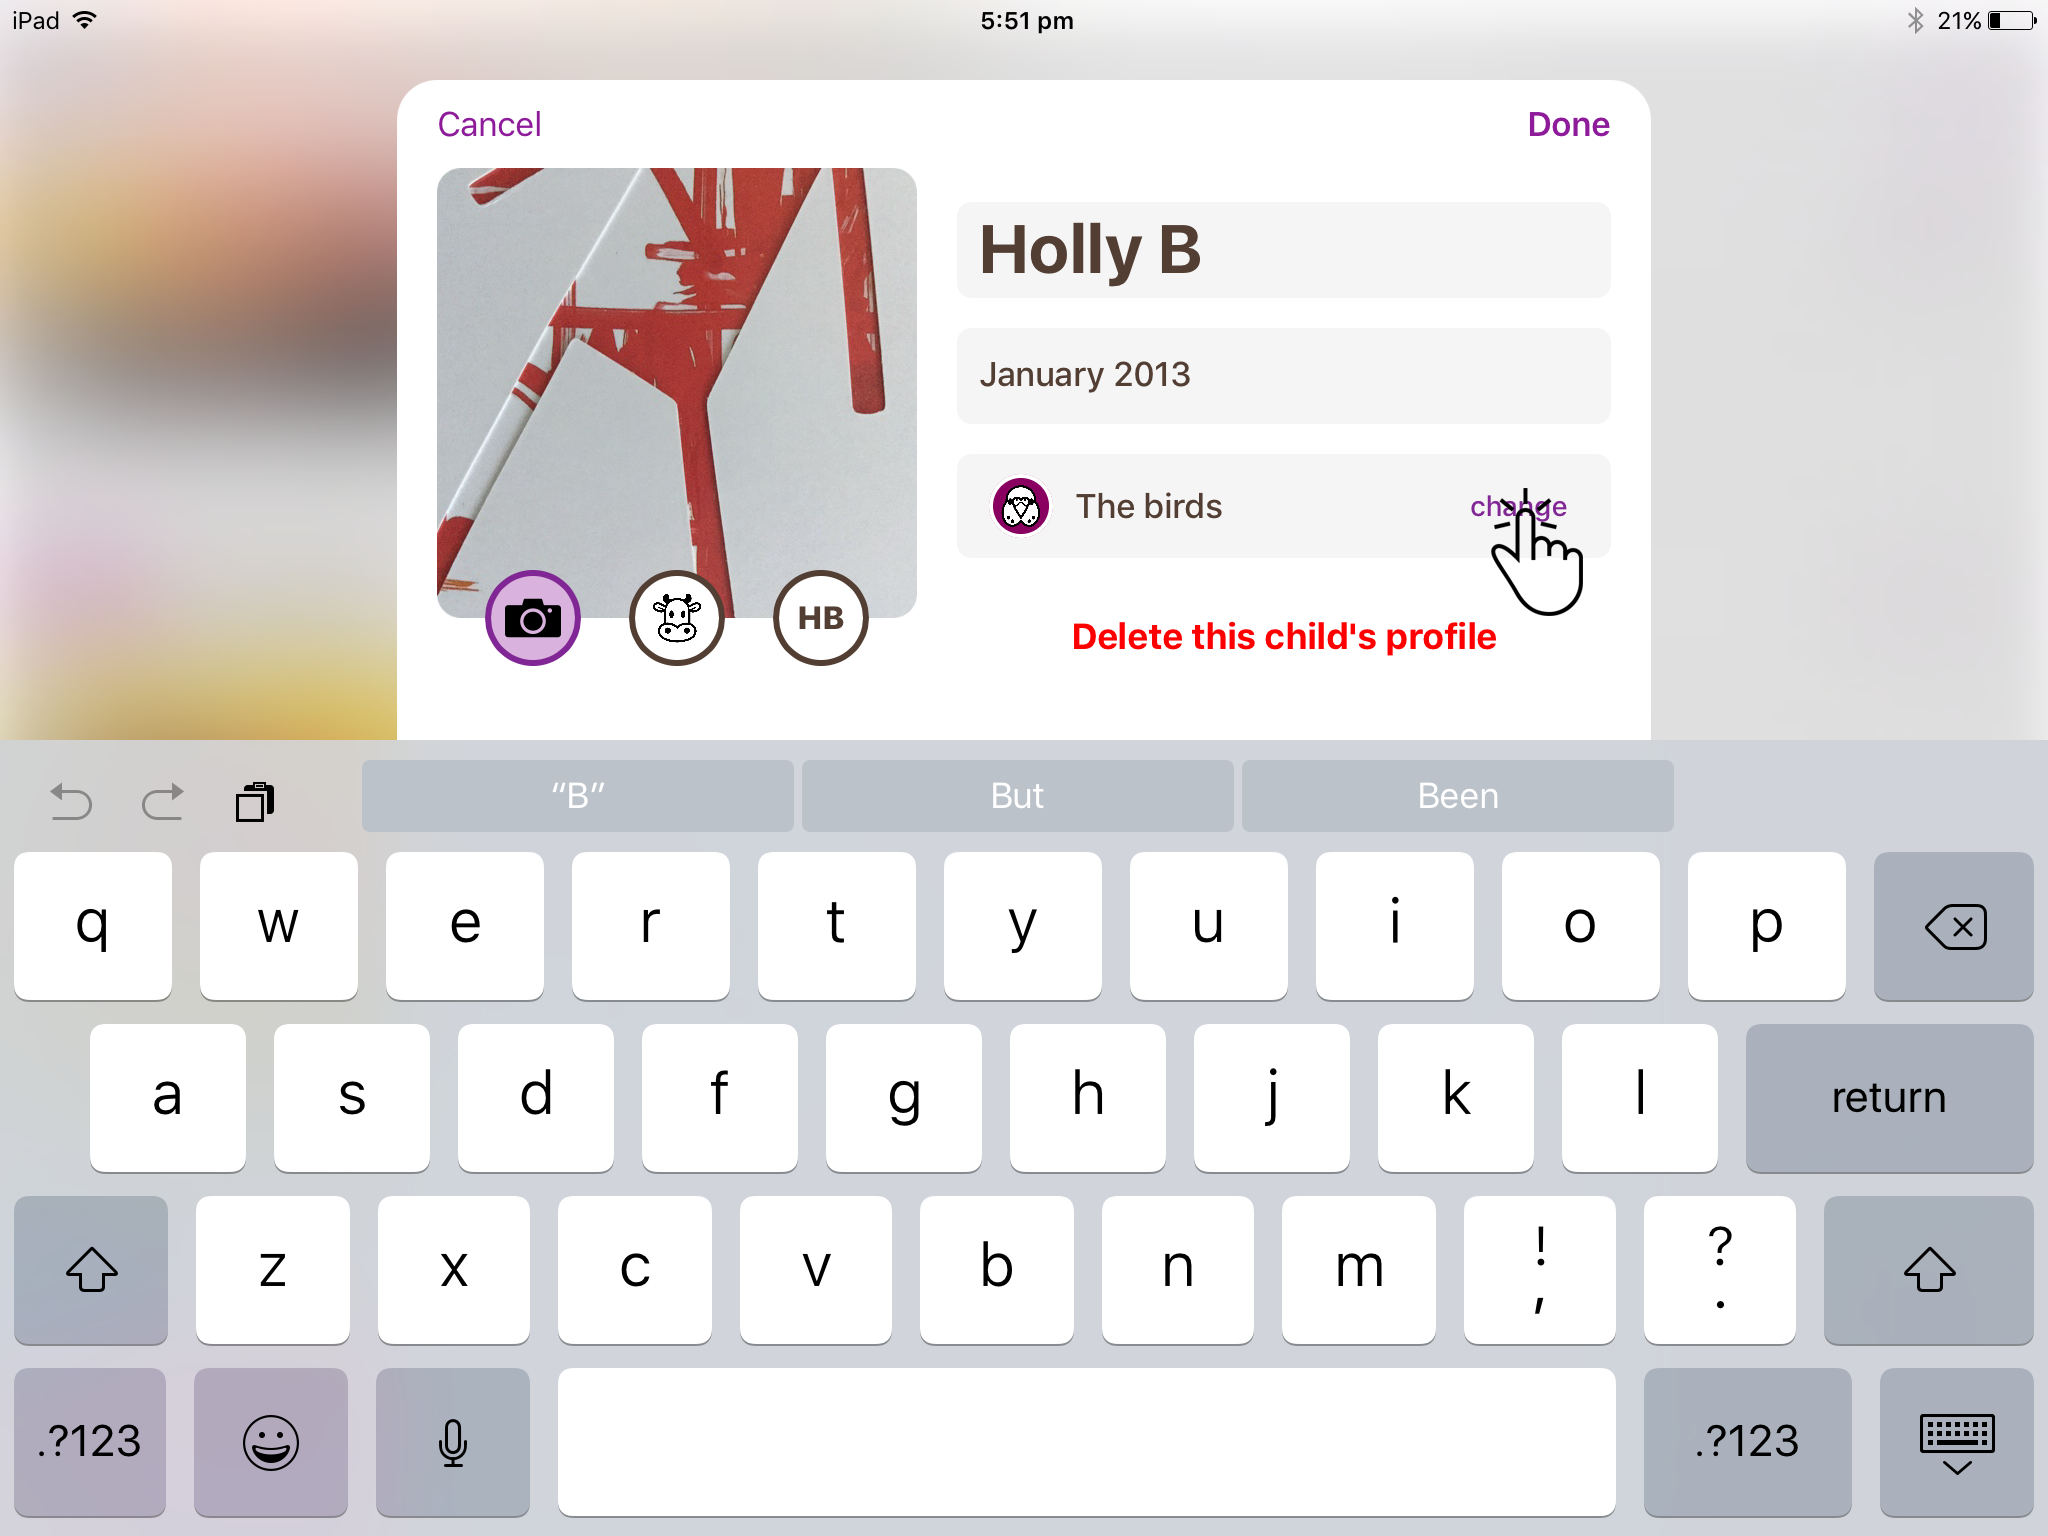 iPad 5:51 pm 21%
Cancel Done
Holly B
January 2013
The birds change
HB
Delete this child's profile
“B” But Been
q w e r t y u i o p
a s d f g h j k l return
z x c v b n m ! , ? .
.?123 .?123